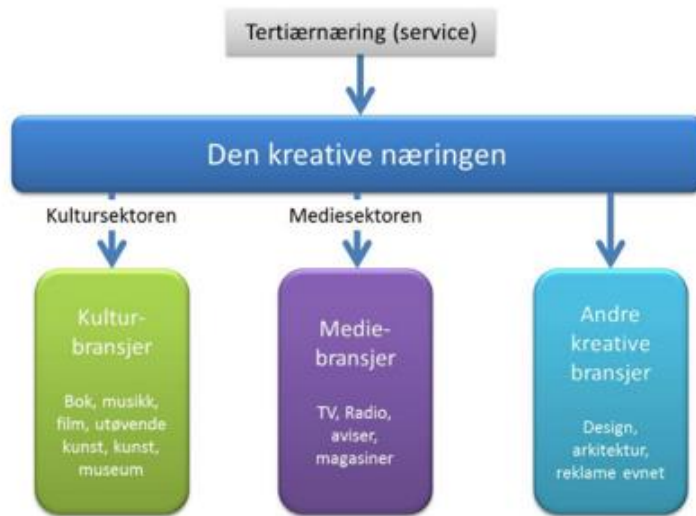 Tertiærnæring (service)
Den kreative næringen
Kultursektoren
Mediesektoren
Kultur-
bransjer
Bok, musikk,
film, utøvende
kunst, kunst,
museum
Medie-
bransjer
TV, Radio,
aviser,
magasiner
Andre
kreative
bransjer
Design,
arkitektur,
reklame evnet